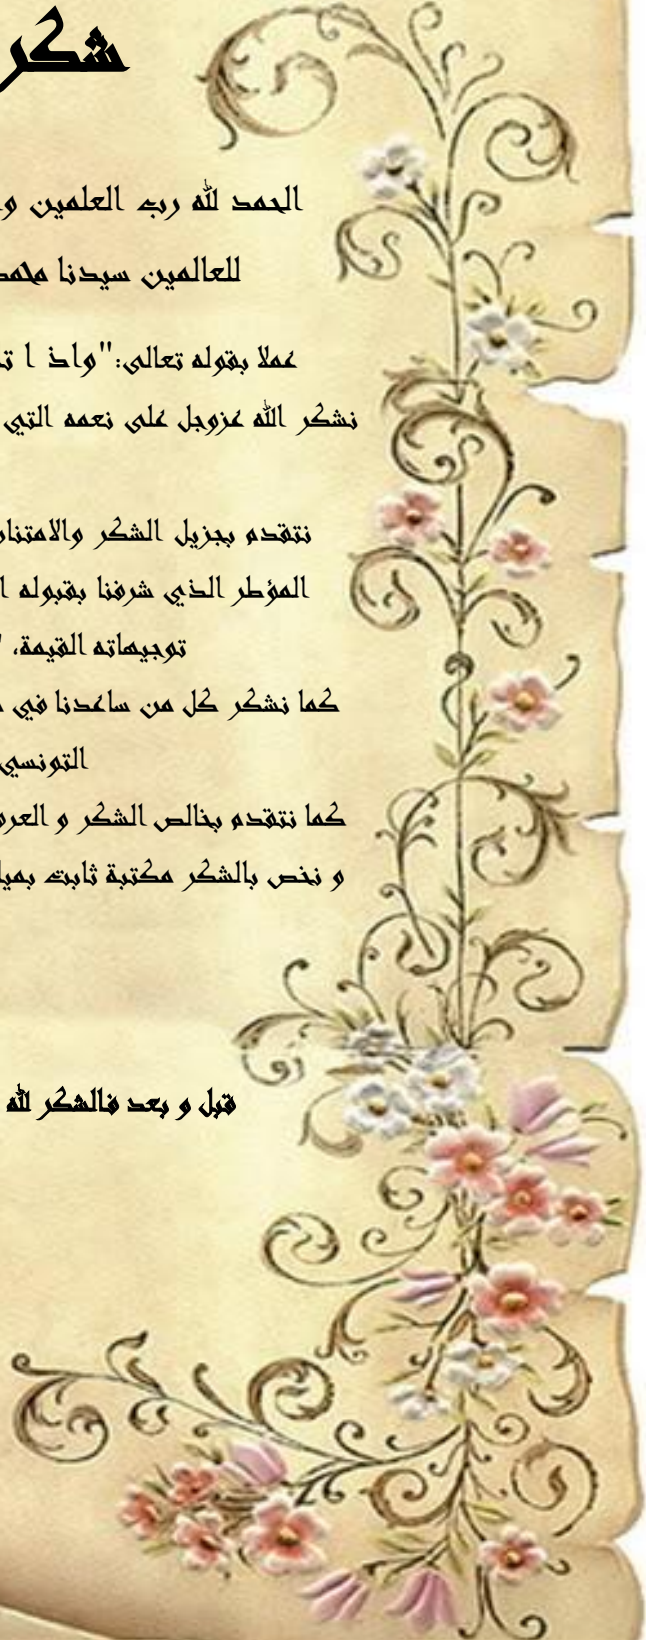 شكر
الحمد لله رب العلمين و
للعالمين سيدنا محمد
عملا بقوله تعالى:"واذ ا ت
نشكر الله عزوجل على نعمه التي
نتقدم بجزيل الشكر والامتنا
المؤطر الذي شرفنا بقبوله ا
توجيهاته القيمة، "
كما نشكر كل من ساعدنا في
التونسي
كما نتقدم بخالص الشكر و العر
و نخص بالشكر مكتبة ثابت بميا
قبل و بعد فالشكر لله